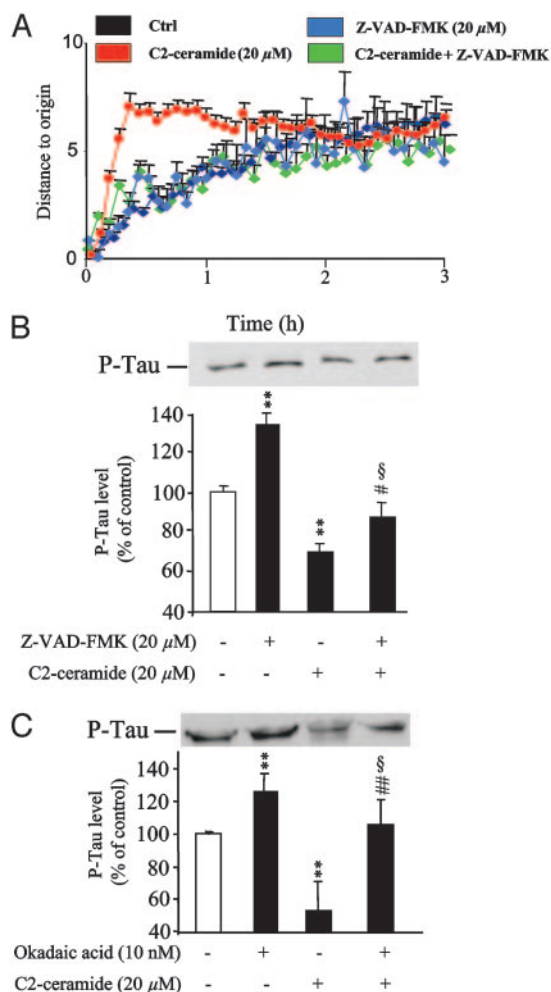 A
Ctrl
Z-VAD-FMK (20 μM)
C2-ceramide (20 μM)
C2-ceramide + Z-VAD-FMK
10
5
0
Distance to origin
0 1 2 3
Time (h)
B
P-Tau
140
120
100
80
60
40
P-Tau level
(% of control)
**
**
§
#
Z-VAD-FMK (20 μM) - + - +
C2-ceramide (20 μM) - - + +
C
P-Tau
140
120
100
80
60
40
P-Tau level
(% of control)
**
**
§
##
Okadaic acid (10 nM) - + - +
C2-ceramide (20 μM) - - + +